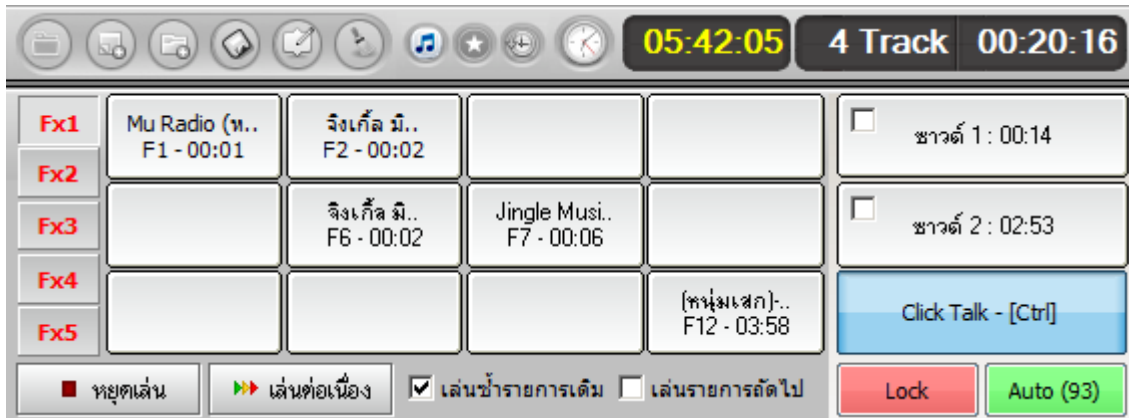 05:42:05 4 Track 00:20:16
Fx1
Fx2
Fx3
Fx4
Fx5
Mu Radio (ห..
F1 - 00:01
จิงเกิ้ล มิ..
F2 - 00:02
จิงเกิ้ล มิ..
F6 - 00:02
Jingle Musi..
F7 - 00:06
(หนุ่มเสก)-..
F12 - 03:58
ซาวด์ 1 : 00:14
ซาวด์ 2 : 02:53
Click Talk - [Ctrl]
หยุดเล่น เล่นต่อเนื่อง เล่นซ้ำรายการเดิม เล่นรายการถัดไป Lock Auto (93)